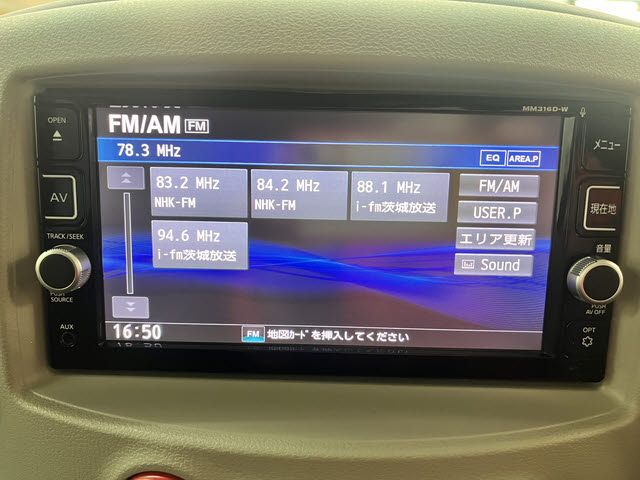 MM316D-W
OPEN
FM/AM FM
メニュー
78.3 MHz
EQ AREA.P
AV
83.2 MHz
NHK-FM
84.2 MHz
NHK-FM
88.1 MHz
i-fm茨城放送
FM/AM
USER.P
現在地
94.6 MHz
i-fm茨城放送
エリア更新
Sound
TRACK/SEEK
音量
PUSH
SOURCE
PUSH
AV OFF
16:50
FM 地図ｶｰﾄﾞを挿入してください
AUX
OPT